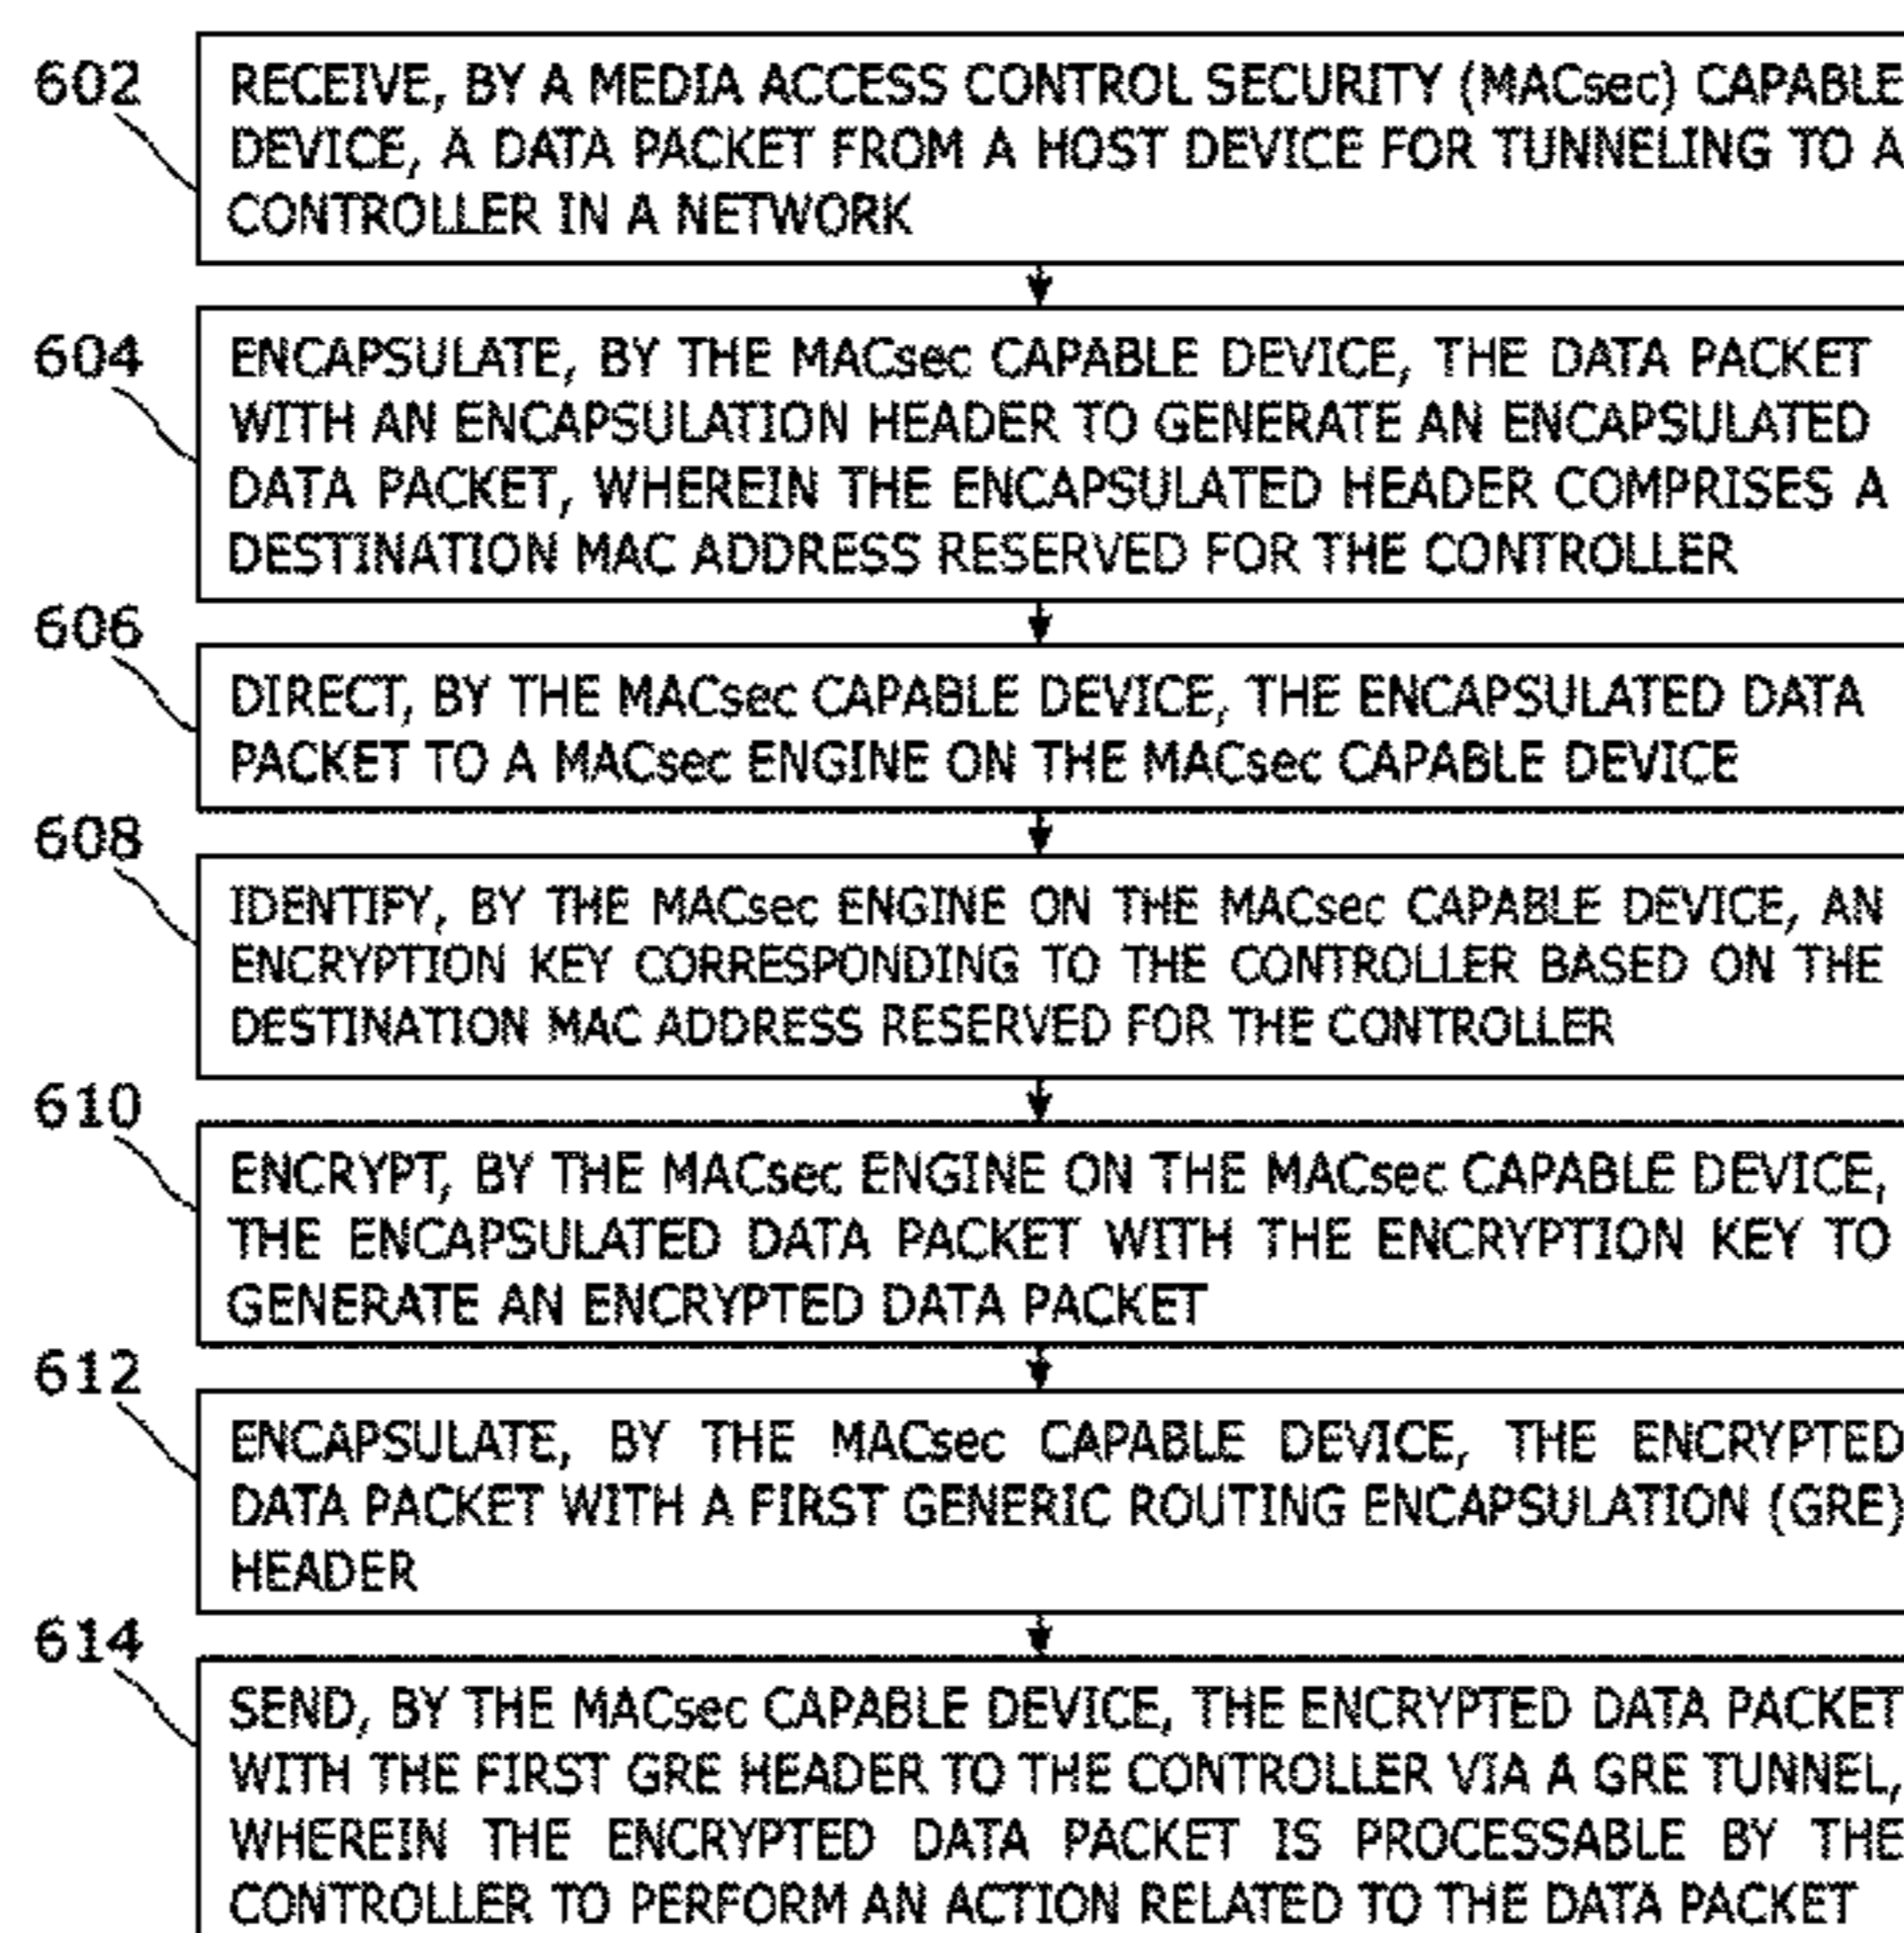 602
RECEIVE, BY A MEDIA ACCESS CONTROL SECURITY (MACsec) CAPABLE
DEVICE, A DATA PACKET FROM A HOST DEVICE FOR TUNNELING TO A
CONTROLLER IN A NETWORK
604
ENCAPSULATE, BY THE MACsec CAPABLE DEVICE, THE DATA PACKET
WITH AN ENCAPSULATION HEADER TO GENERATE AN ENCAPSULATED
DATA PACKET, WHEREIN THE ENCAPSULATED HEADER COMPRISES A
DESTINATION MAC ADDRESS RESERVED FOR THE CONTROLLER
606
DIRECT, BY THE MACsec CAPABLE DEVICE, THE ENCAPSULATED DATA
PACKET TO A MACsec ENGINE ON THE MACsec CAPABLE DEVICE
608
IDENTIFY, BY THE MACsec ENGINE ON THE MACsec CAPABLE DEVICE, AN
ENCRYPTION KEY CORRESPONDING TO THE CONTROLLER BASED ON THE
DESTINATION MAC ADDRESS RESERVED FOR THE CONTROLLER
610
ENCRYPT, BY THE MACsec ENGINE ON THE MACsec CAPABLE DEVICE,
THE ENCAPSULATED DATA PACKET WITH THE ENCRYPTION KEY TO
GENERATE AN ENCRYPTED DATA PACKET
612
ENCAPSULATE, BY THE MACsec CAPABLE DEVICE, THE ENCRYPTED
DATA PACKET WITH A FIRST GENERIC ROUTING ENCAPSULATION (GRE)
HEADER
614
SEND, BY THE MACsec CAPABLE DEVICE, THE ENCRYPTED DATA PACKET
WITH THE FIRST GRE HEADER TO THE CONTROLLER VIA A GRE TUNNEL,
WHEREIN THE ENCRYPTED DATA PACKET IS PROCESSABLE BY THE
CONTROLLER TO PERFORM AN ACTION RELATED TO THE DATA PACKET